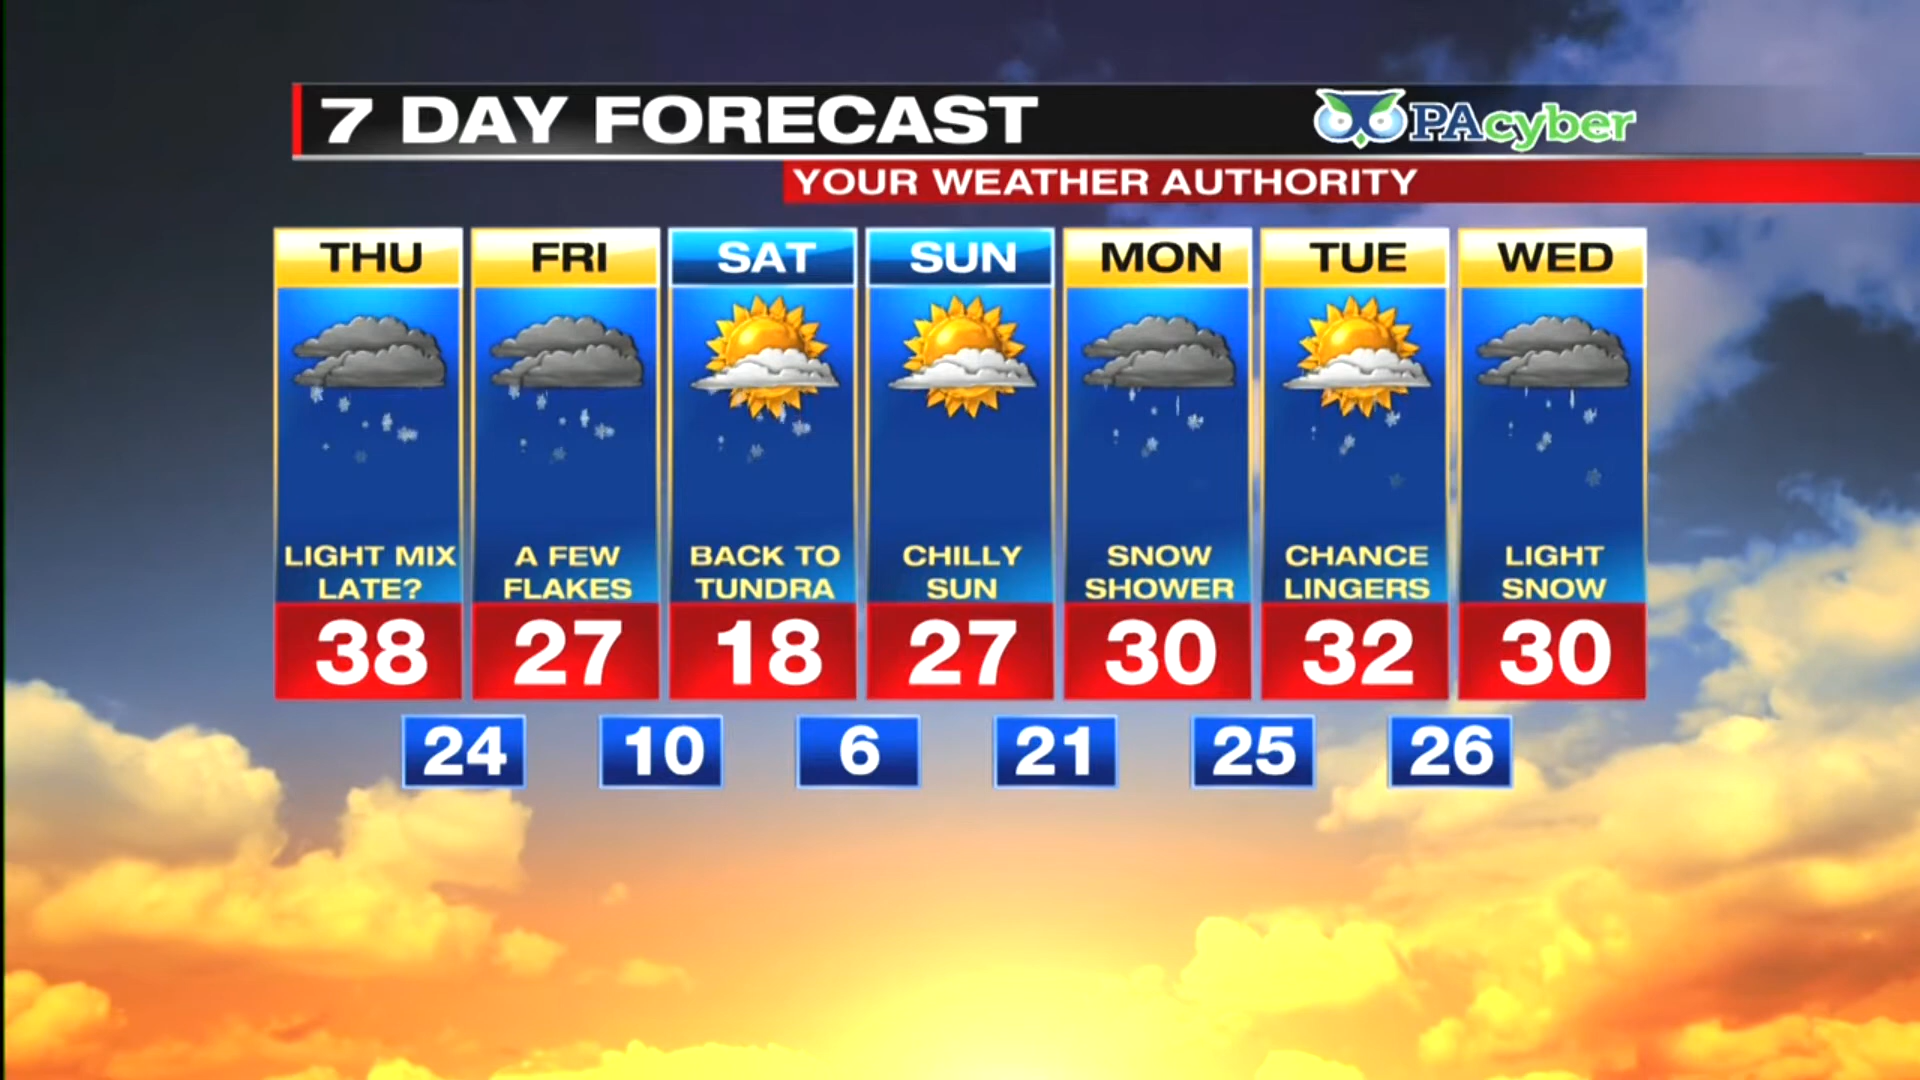 7 DAY FORECAST
PAcyber
YOUR WEATHER AUTHORITY
THU FRI SAT SUN MON TUE WED
LIGHT MIX A FEW BACK TO CHILLY SNOW CHANCE LIGHT
LATE? FLAKES TUNDRA SUN SHOWER LINGERS SNOW
38 27 18 27 30 32 30
24 10 6 21 25 26